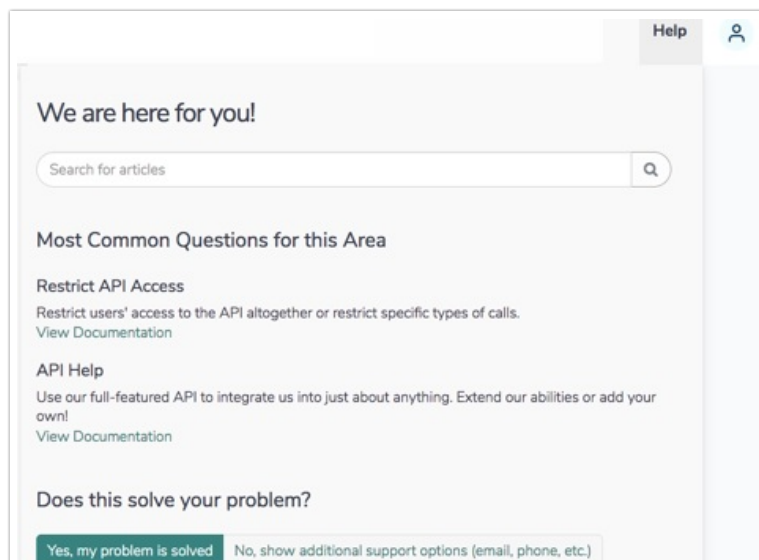 Help
We are here for you!
Search for articles
Most Common Questions for this Area
Restrict API Access
Restrict users' access to the API altogether or restrict specific types of calls.
View Documentation
API Help
Use our full-featured API to integrate us into just about anything. Extend our abilities or add your
own!
View Documentation
Does this solve your problem?
Yes, my problem is solved No, show additional support options (email, phone, etc.)